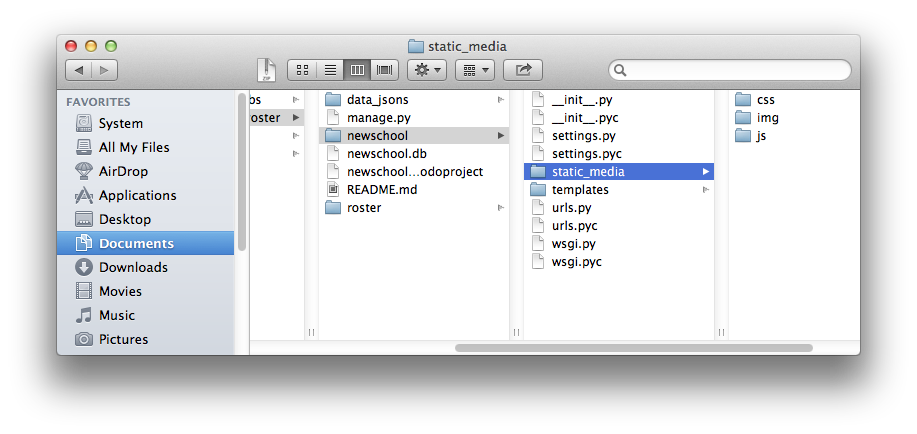 static_media
ZIP
FAVORITES
System
All My Files
AirDrop
Applications
Desktop
Documents
Downloads
Movies
Music
Pictures
bs
oster
data_jsons
manage.py
newschool
newschool.db
newschool...odoproject
README.md
roster
__init__.py
__init__.pyc
settings.py
settings.pyc
static_media
templates
urls.py
urls.pyc
wsgi.py
wsgi.pyc
css
img
js